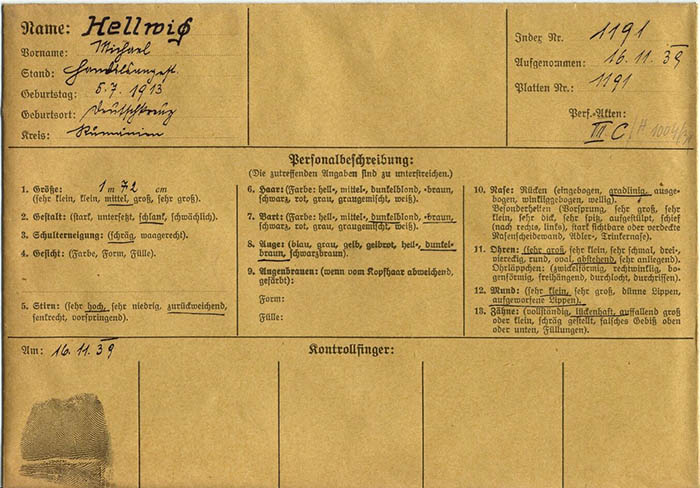 Name: Hellwig
Vorname: Michael
Stand: Handelsangest.
Geburtstag: 5.7.1913
Geburtsort: Deutschkreuz
Kreis: Rumänien
Index Nr. 1191
Aufgenommen: 16.11.39
Platten Nr.: 1191
Pers.-Akten:
III C / 1004/
Personalbeschreibung:
(Die zutreffenden Angaben sind zu unterstreichen.)
1. Größe: 1 m 72 cm
(sehr klein, klein, mittel, groß, sehr groß).
2. Gestalt: (stark, untersetzt, schlank, schwächlich).
3. Schulterneigung: (schräg, waagerecht).
4. Gesicht: (Farbe, Form, Fülle).
5. Stirn: (sehr hoch, sehr niedrig, zurückweichend,
senkrecht, vorspringend).
6. Haar: (Farbe: hell-, mittel-, dunkelblond, -braun,
schwarz, rot, grau, graugemischt, weiß).
7. Bart: (Farbe: hell-, mittel-, dunkelblond, -braun,
schwarz, rot, grau, graugemischt, weiß).
8. Auge: (blau, grau, gelb, gelbrot, hell-, dunkel-
braun, schwarzbraun).
9. Augenbrauen: (wenn vom Kopfhaar abweichend,
gefärbt):
Form:
Fülle:
10. Nase: Rücken (eingebogen, gradlinig, ausge-
bogen, winkliggebogen, wellig).
Besonderheiten (Vorsprung, sehr groß, sehr
klein, sehr dick, sehr spitz, aufgestülpt, schief
(nach rechts, links), stark sichtbare oder verdeckte
Nasenscheidewand, Adler-, Trinkernase).
11. Ohren: (sehr groß, sehr klein, sehr schmal, drei-,
viereckig, rund, oval, abstehend, sehr anliegend).
Ohrläppchen: (zwickelförmig, rechtwinklig, bo-
genförmig, freihängend, durchlocht, durchrissen).
12. Mund: (sehr klein, sehr groß, dünne Lippen,
aufgeworfene Lippen).
13. Zähne: (vollständig, lückenhaft, auffallend groß
oder klein, schräg gestellt, falsches Gebiß oben
oder unten, Füllungen).
Am: 16.11.39
Kontrollfinger: